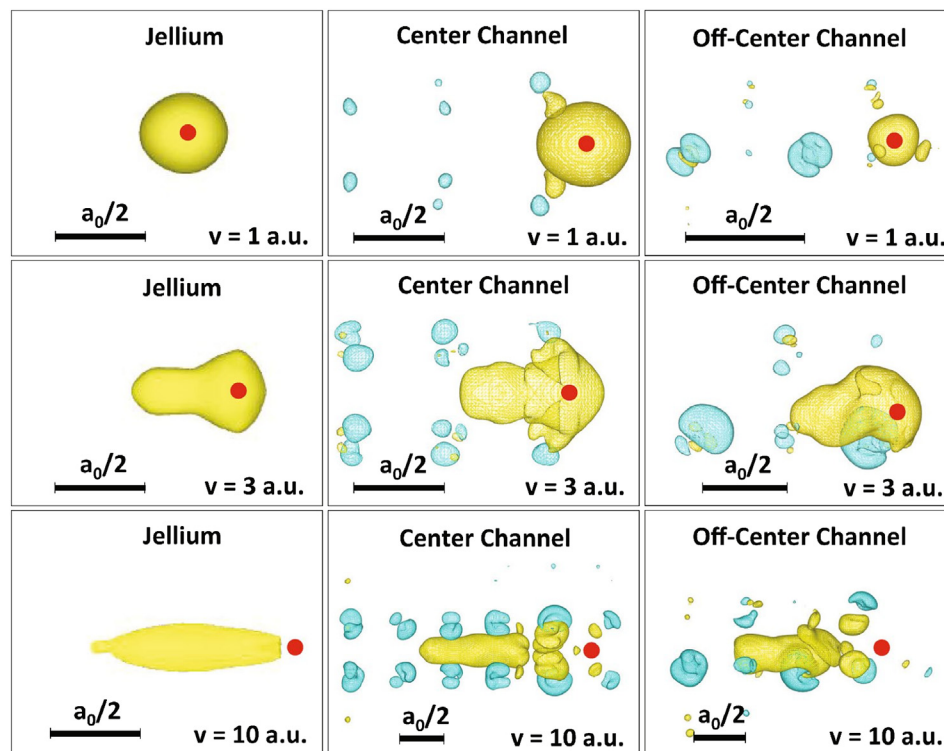 Jellium
a₀/2
v = 1 a.u.
Center Channel
a₀/2
v = 1 a.u.
Off-Center Channel
a₀/2
v = 1 a.u.
Jellium
a₀/2
v = 3 a.u.
Center Channel
a₀/2
v = 3 a.u.
Off-Center Channel
a₀/2
v = 3 a.u.
Jellium
a₀/2
v = 10 a.u.
Center Channel
a₀/2
v = 10 a.u.
Off-Center Channel
a₀/2
v = 10 a.u.